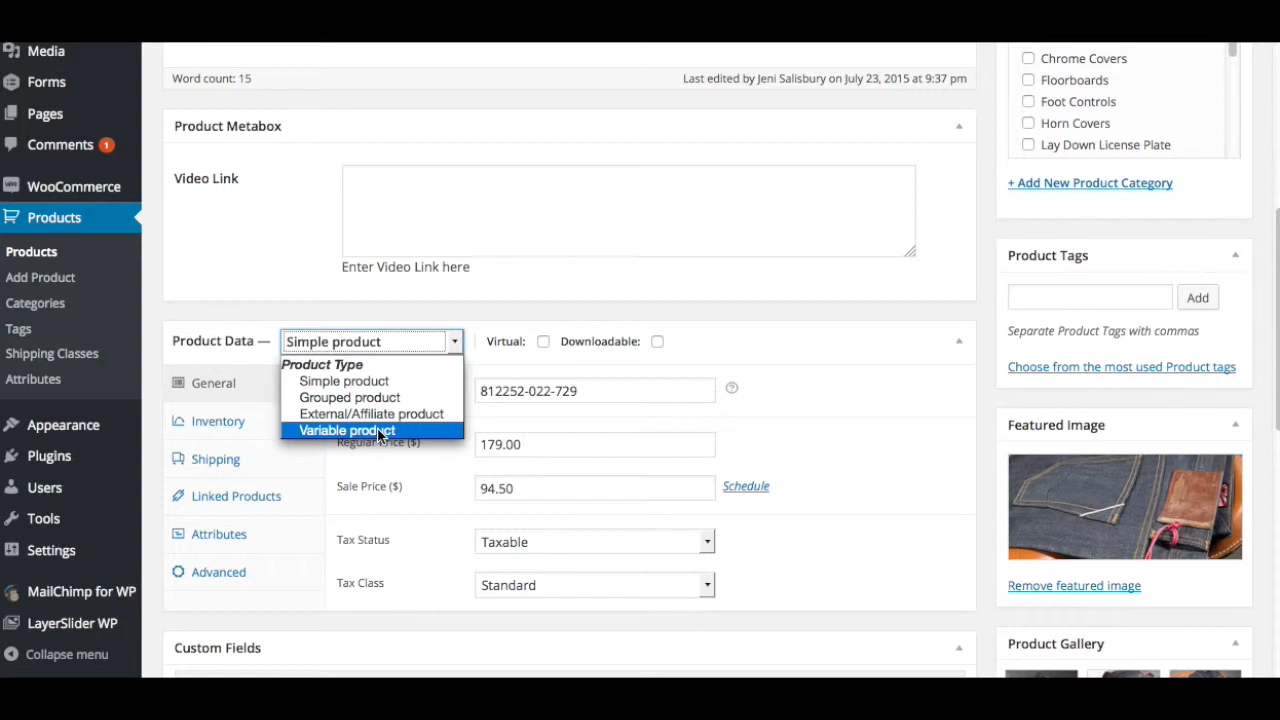 Media
Forms
Pages
Comments 1
WooCommerce
Products
Products
Add Product
Categories
Tags
Shipping Classes
Attributes
Appearance
Plugins
Users
Tools
Settings
MailChimp for WP
LayerSlider WP
Collapse menu
Word count: 15
Last edited by Jeni Salisbury on July 23, 2015 at 9:37 pm
Product Metabox
Video Link
Enter Video Link here
Product Data — Simple product
Virtual:
Downloadable:
Product Type
Simple product
Grouped product
External/Affiliate product
Variable product
General
Inventory
Shipping
Linked Products
Attributes
Advanced
812252-022-729
Regular Price ($)
179.00
Sale Price ($)
94.50
Schedule
Tax Status
Taxable
Tax Class
Standard
Custom Fields
Chrome Covers
Floorboards
Foot Controls
Horn Covers
Lay Down License Plate
+ Add New Product Category
Product Tags
Add
Separate Product Tags with commas
Choose from the most used Product tags
Featured Image
Remove featured image
Product Gallery